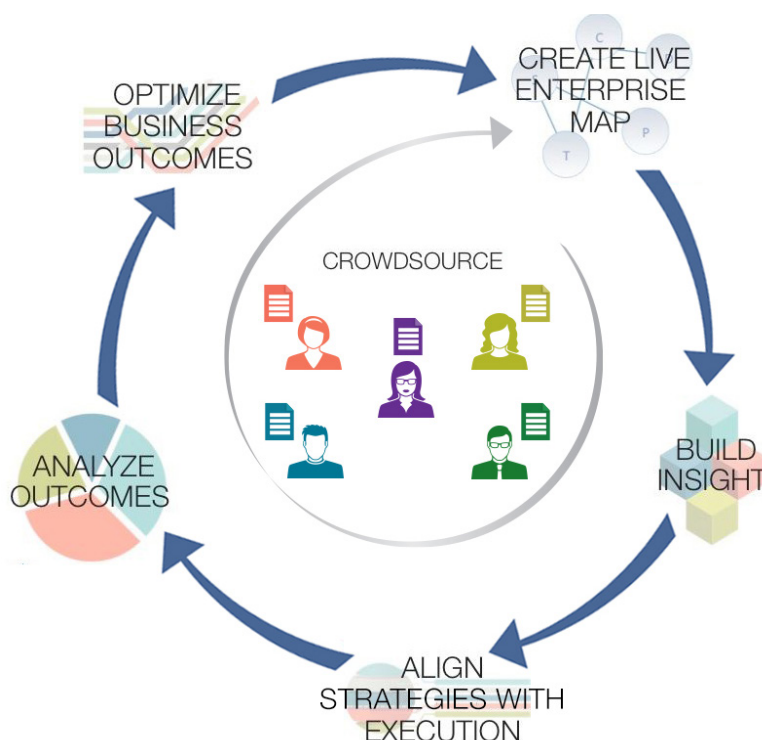 CREATE LIVE
ENTERPRISE
MAP
C
P
T
OPTIMIZE
BUSINESS
OUTCOMES
CROWDSOURCE
BUILD
INSIGHT
ANALYZE
OUTCOMES
ALIGN
STRATEGIES WITH
EXECUTION